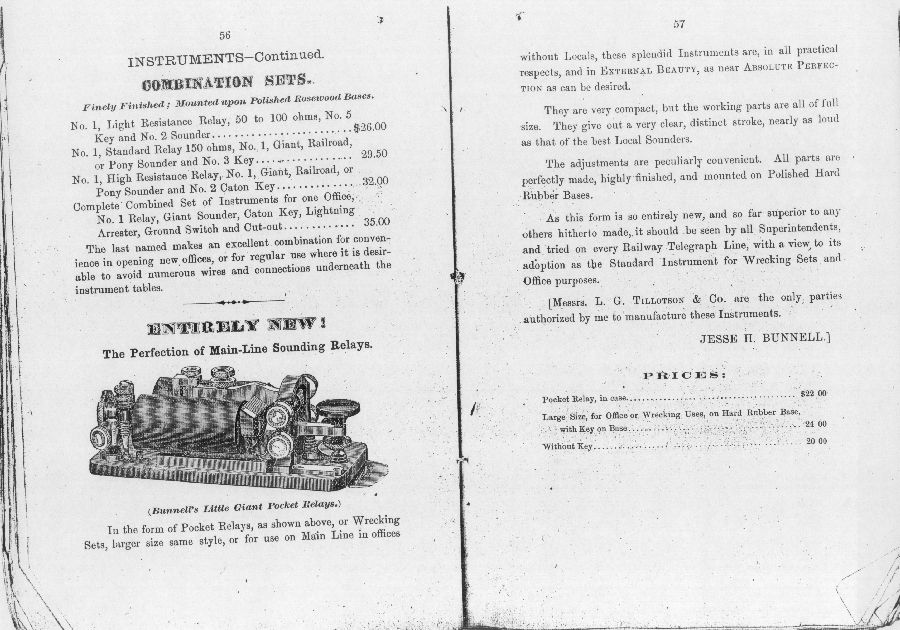 56
INSTRUMENTS—Continued.
COMBINATION SETS.
Finely Finished; Mounted upon Polished Rosewood Bases.
No. 1, Light Resistance Relay, 50 to 100 ohms, No. 5
Key and No. 2 Sounder........................$26.00
No. 1, Standard Relay 150 ohms, No. 1, Giant, Railroad,
or Pony Sounder and No. 3 Key................ 29.50
No. 1, High Resistance Relay, No. 1, Giant, Railroad, or
Pony Sounder and No. 2 Caton Key.............. 32.00
Complete Combined Set of Instruments for one Office,
No. 1 Relay, Giant Sounder, Caton Key, Lightning
Arrester, Ground Switch and Cut-out............. 35.00
The last named makes an excellent combination for conven-
ience in opening new offices, or for regular use where it is desir-
able to avoid numerous wires and connections underneath the
instrument tables.
ENTIRELY NEW!
The Perfection of Main-Line Sounding Relays.
(Bunnell's Little Giant Pocket Relays.)
In the form of Pocket Relays, as shown above, or Wrecking
Sets, larger size same style, or for use on Main Line in offices
57
without Locals, these splendid Instruments are, in all practical
respects, and in EXTERNAL BEAUTY, as near ABSOLUTE PERFEC-
TION as can be desired.
They are very compact, but the working parts are all of full
size. They give out a very clear, distinct stroke, nearly as loud
as that of the best Local Sounders.
The adjustments are peculiarly convenient. All parts are
perfectly made, highly finished, and mounted on Polished Hard
Rubber Bases.
As this form is so entirely new, and so far superior to any
others hitherto made, it should be seen by all Superintendents,
and tried on every Railway Telegraph Line, with a view to its
adoption as the Standard Instrument for Wrecking Sets and
Office purposes.
[Messrs. L. G. TILLOTSON & Co. are the only parties
authorized by me to manufacture these Instruments.
JESSE H. BUNNELL.]
PRICES:
Pocket Relay, in case........................................$22 00
Large Size, for Office or Wrecking Uses, on Hard Rubber Base,
with Key on Base........................................ 24 00
Without Key.................................................. 20 00